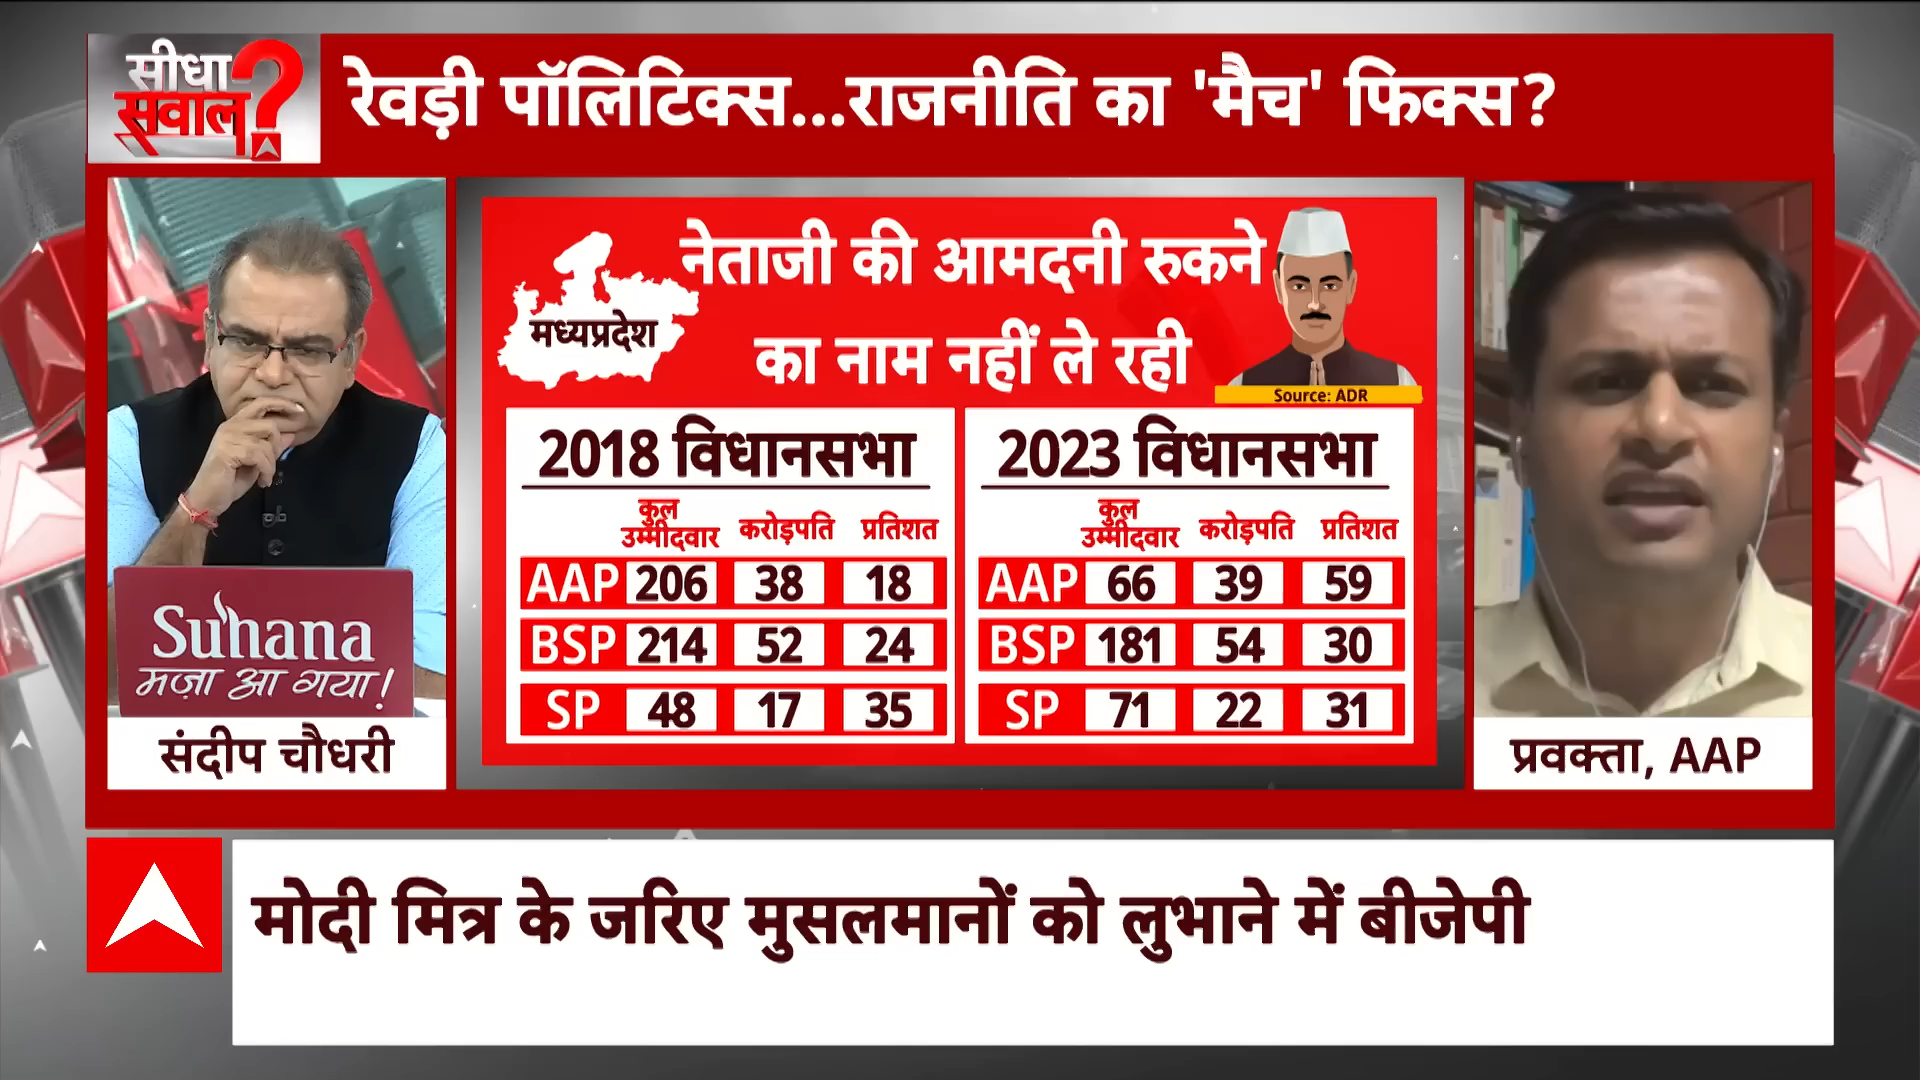 सीधा
सवाल?
रेवड़ी पॉलिटिक्स...राजनीति का 'मैच' फिक्स?
नेताजी की आमदनी रुकने
का नाम नहीं ले रही
मध्यप्रदेश
Source: ADR
2018 विधानसभा
कुल उम्मीदवार करोड़पति प्रतिशत
AAP 206 38 18
BSP 214 52 24
SP 48 17 35
2023 विधानसभा
कुल उम्मीदवार करोड़पति प्रतिशत
AAP 66 39 59
BSP 181 54 30
SP 71 22 31
Suhana
मज़ा आ गया!
संदीप चौधरी
प्रवक्ता, AAP
मोदी मित्र के जरिए मुसलमानों को लुभाने में बीजेपी